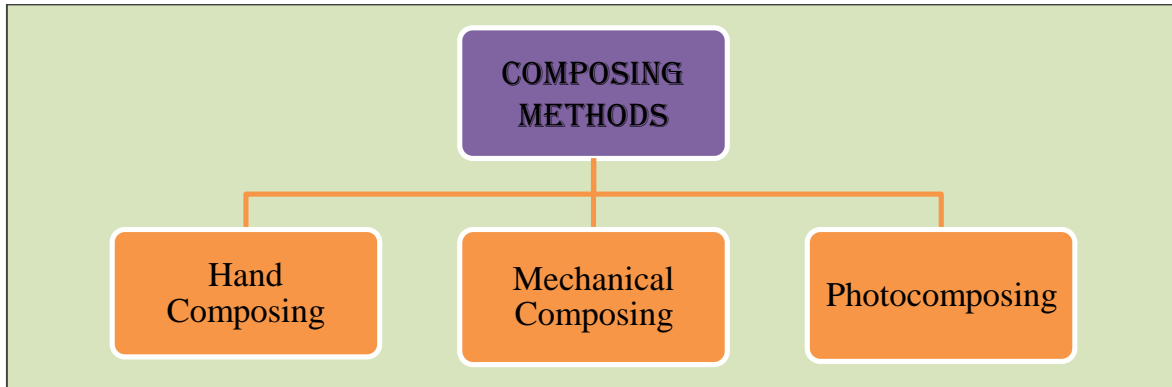 COMPOSING
METHODS
Hand
Composing
Mechanical
Composing
Photocomposing